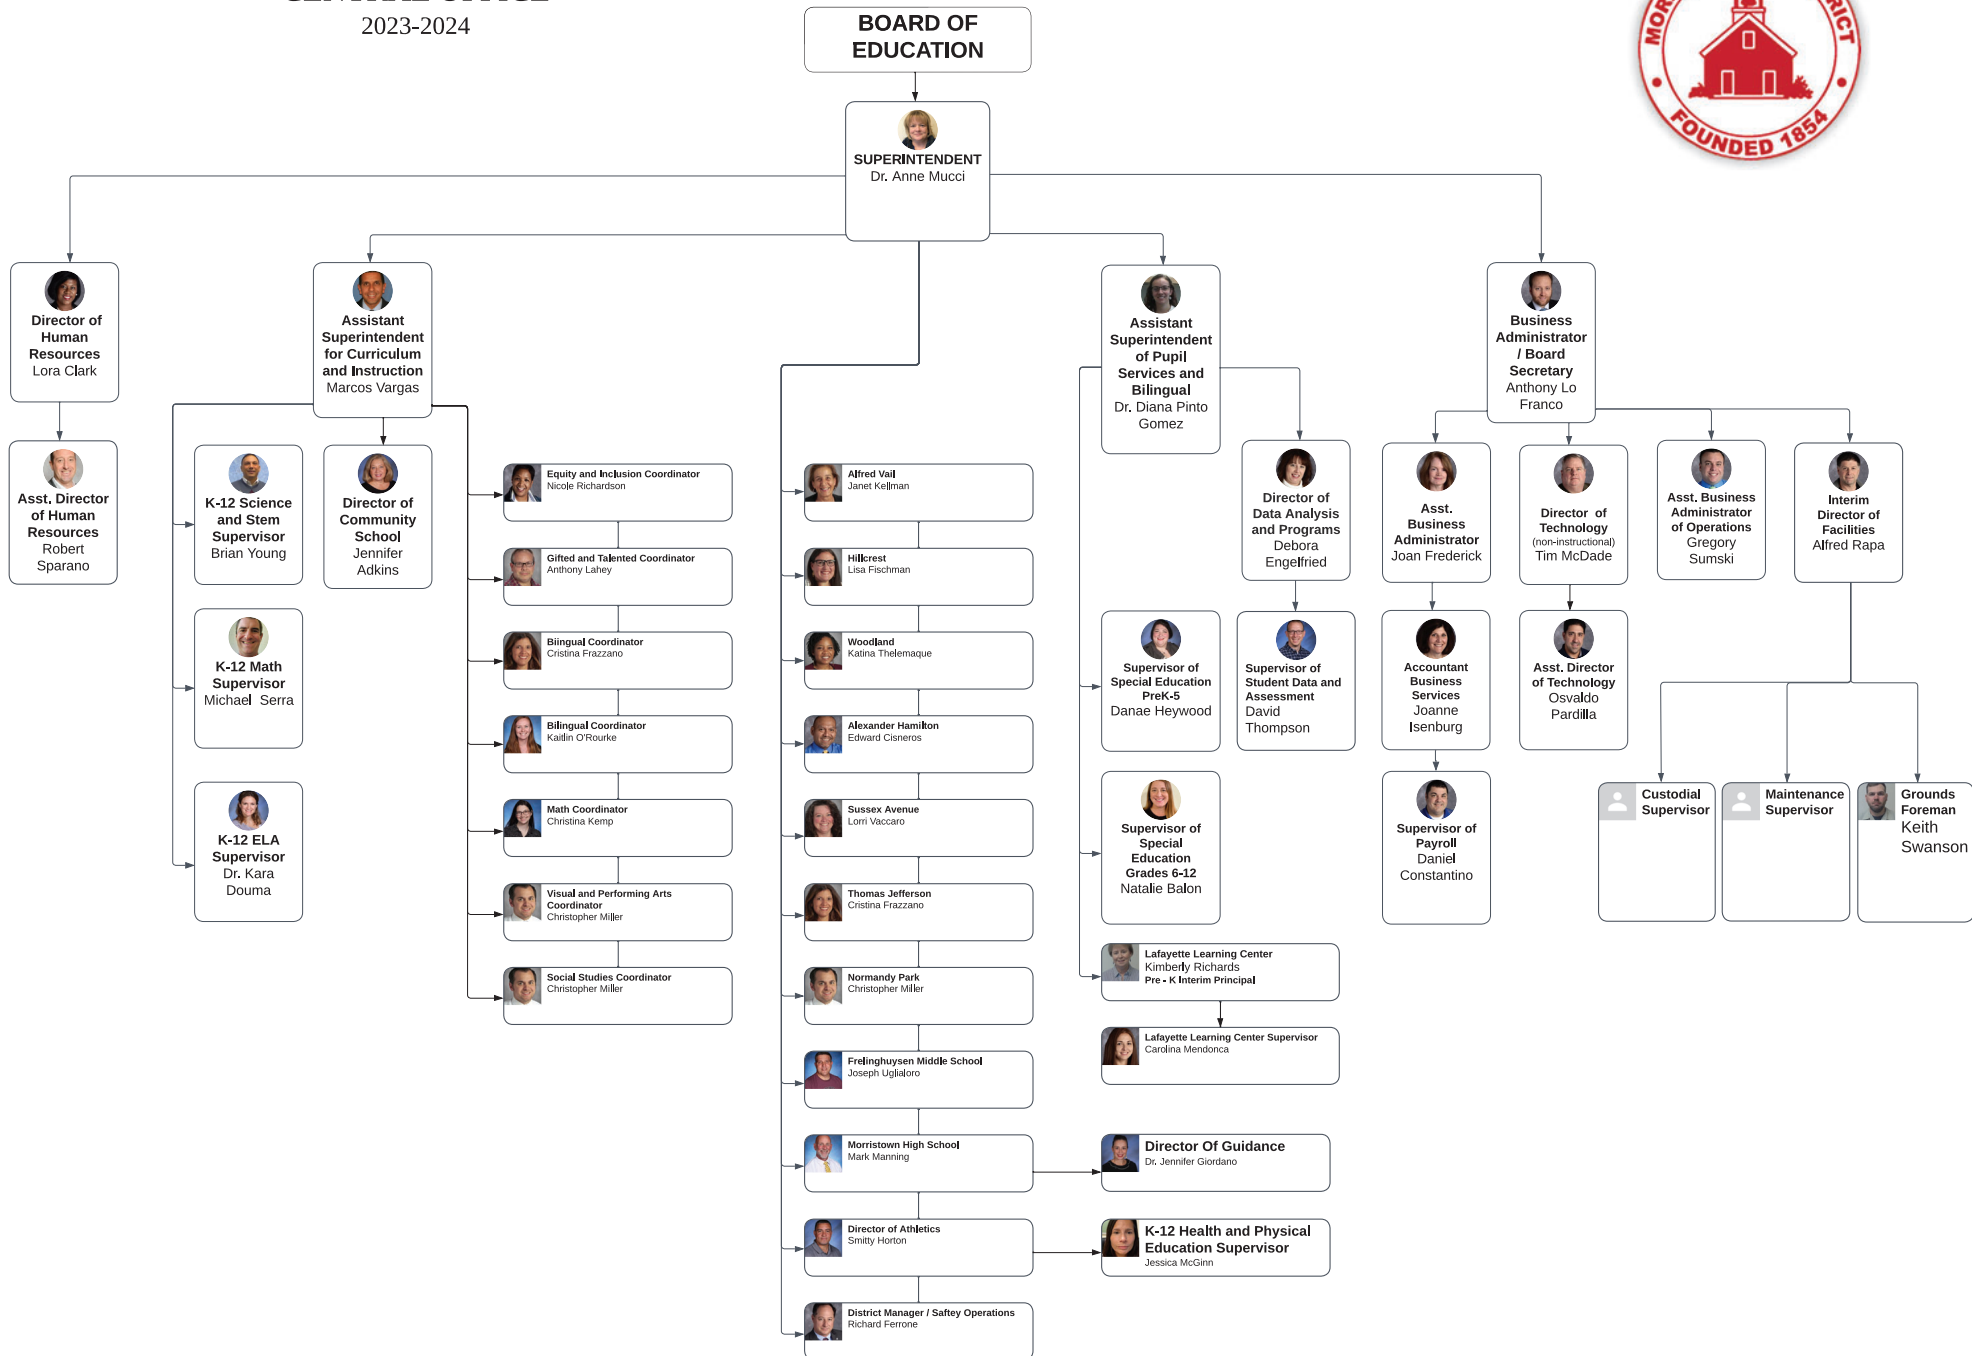 2023-2024
BOARD OF
EDUCATION
MORS
RICT
FOUNDED 1854
SUPERINTENDENT
Dr. Anne Mucci
Director of
Human
Resources
Lora Clark
Asst. Director
of Human
Resources
Robert
Sparano
Assistant
Superintendent
for Curriculum
and Instruction
Marcos Vargas
K-12 Science
and Stem
Supervisor
Brian Young
K-12 Math
Supervisor
Michael Serra
K-12 ELA
Supervisor
Dr. Kara
Douma
Director of
Community
School
Jennifer
Adkins
Equity and Inclusion Coordinator
Nicole Richardson
Gifted and Talented Coordinator
Anthony Lahey
Biingual Coordinator
Cristina Frazzano
Bilingual Coordinator
Kaitlin O'Rourke
Math Coordinator
Christina Kemp
Visual and Performing Arts
Coordinator
Christopher Miller
Social Studies Coordinator
Christopher Miller
Alfred Vail
Janet Kellman
Hillcrest
Lisa Fischman
Woodland
Katina Thelemaque
Alexander Hamilton
Edward Cisneros
Sussex Avenue
Lorri Vaccaro
Thomas Jefferson
Cristina Frazzano
Normandy Park
Christopher Miller
Frelinghuysen Middle School
Joseph Uglialoro
Morristown High School
Mark Manning
Director of Athletics
Smitty Horton
District Manager / Saftey Operations
Richard Ferrone
Assistant
Superintendent
of Pupil
Services and
Bilingual
Dr. Diana Pinto
Gomez
Director of
Data Analysis
and Programs
Debora
Engelfried
Supervisor of
Special Education
PreK-5
Danae Heywood
Supervisor of
Student Data and
Assessment
David
Thompson
Supervisor of
Special
Education
Grades 6-12
Natalie Balon
Lafayette Learning Center
Kimberly Richards
Pre - K Interim Principal
Lafayette Learning Center Supervisor
Carolina Mendonca
Director Of Guidance
Dr. Jennifer Giordano
K-12 Health and Physical
Education Supervisor
Jessica McGinn
Business
Administrator
/ Board
Secretary
Anthony Lo
Franco
Asst.
Business
Administrator
Joan Frederick
Accountant
Business
Services
Joanne
Isenburg
Supervisor of
Payroll
Daniel
Constantino
Director of
Technology
(non-instructional)
Tim McDade
Asst. Director
of Technology
Osvaldo
Pardilla
Asst. Business
Administrator
of Operations
Gregory
Sumski
Interim
Director of
Facilities
Alfred Rapa
Custodial
Supervisor
Maintenance
Supervisor
Grounds
Foreman
Keith
Swanson